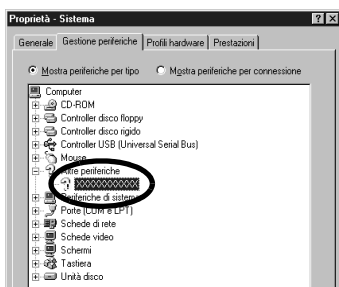 Proprietà - Sistema
Generale Gestione periferiche Profili hardware Prestazioni
Mostra periferiche per tipo Mostra periferiche per connessione
Computer
CD-ROM
Controller disco floppy
Controller disco rigido
Controller USB (Universal Serial Bus)
Mouse
Altre periferiche
XXXXXXXXXXX
Periferiche di sistema
Porte (COM e LPT)
Schede di rete
Schede video
Schermi
Tastiera
Unità disco